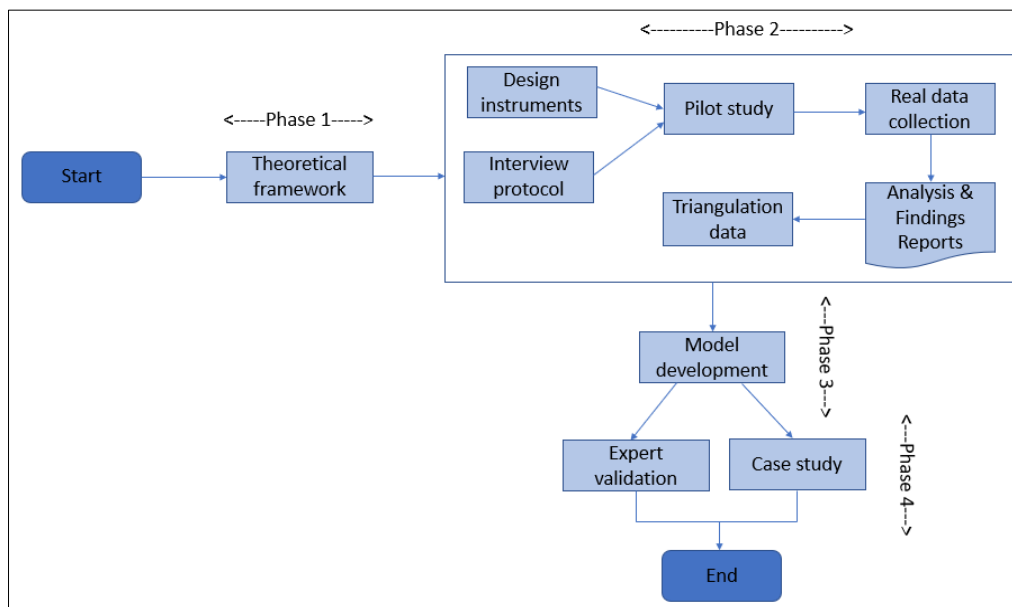 <----------Phase 2---------->
Design
instruments
Pilot study
Real data
collection
<-----Phase 1----->
Start
Theoretical
framework
Interview
protocol
Triangulation
data
Analysis &
Findings
Reports
<---Phase 3--->
Model
development
<---Phase 4--->
Expert
validation
Case study
End